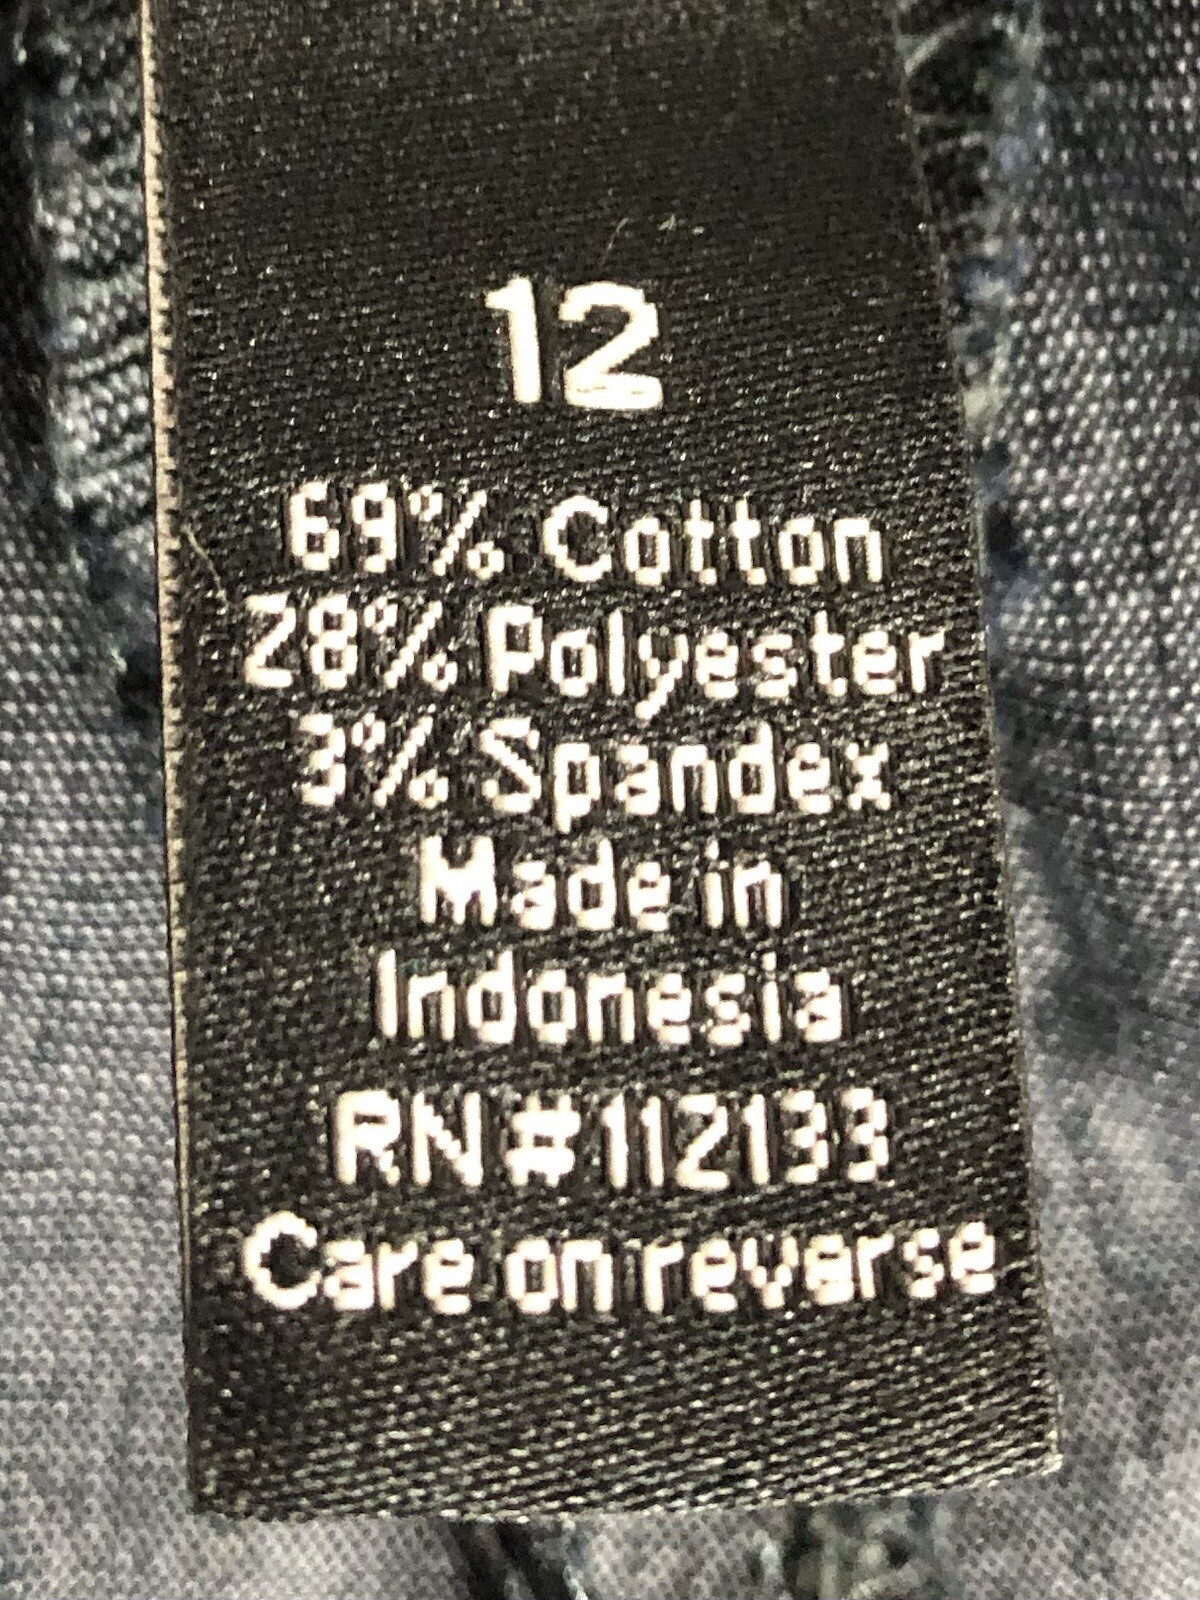 12
69% Cotton
28% Polyester
3% Spandex
Made in
Indonesia
RN#112133
Care on reverse